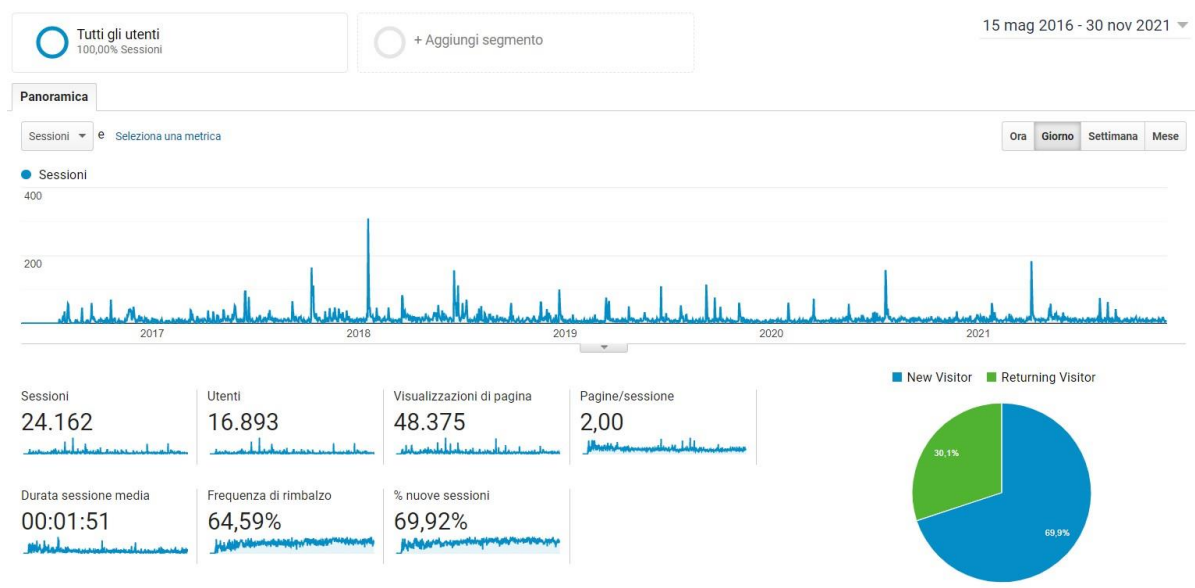 Tutti gli utenti
100,00% Sessioni
+ Aggiungi segmento
15 mag 2016 - 30 nov 2021
Panoramica
Sessioni e Seleziona una metrica
Ora Giorno Settimana Mese
Sessioni
400
200
2017 2018 2019 2020 2021
New Visitor Returning Visitor
Sessioni
24.162
Utenti
16.893
Visualizzazioni di pagina
48.375
Pagine/sessione
2,00
Durata sessione media
00:01:51
Frequenza di rimbalzo
64,59%
% nuove sessioni
69,92%
30,1%
69,9%